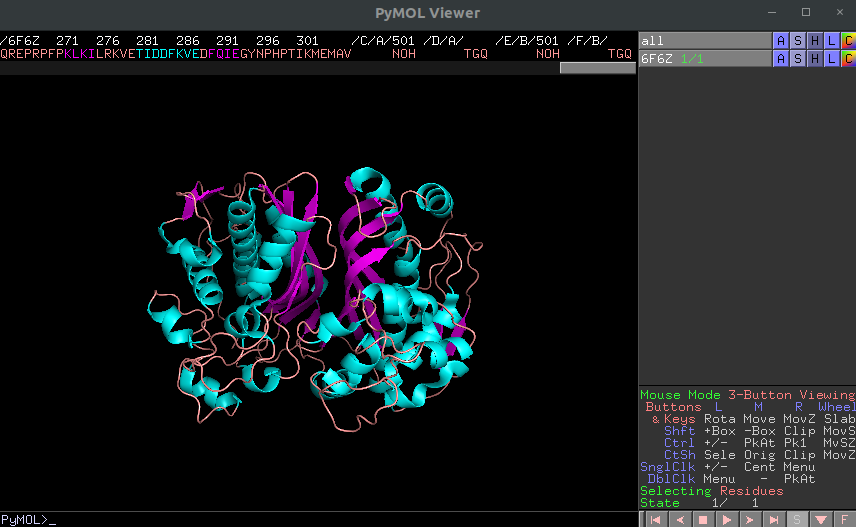 PyMOL Viewer
/6F6Z 271 276 281 286 291 296 301 /C/A/501 /D/A/ /E/B/501 /F/B/
QREPRPFPKLKILRKVETIDDFKVEDFQIEGYNPHPTIKMEMAV NOH TGQ NOH TGQ
all A S H L C
6F6Z 1/1 A S H L C
Mouse Mode 3-Button Viewing
Buttons L M R Wheel
& Keys Rota Move MovZ Slab
Shft +Box -Box Clip MovS
Ctrl +/- PkAt Pk1 MvSZ
CtSh Sele Orig Clip MovZ
SnglClk +/- Cent Menu
DblClk Menu - PkAt
Selecting Residues
State 1/ 1
PyMOL>_
S F